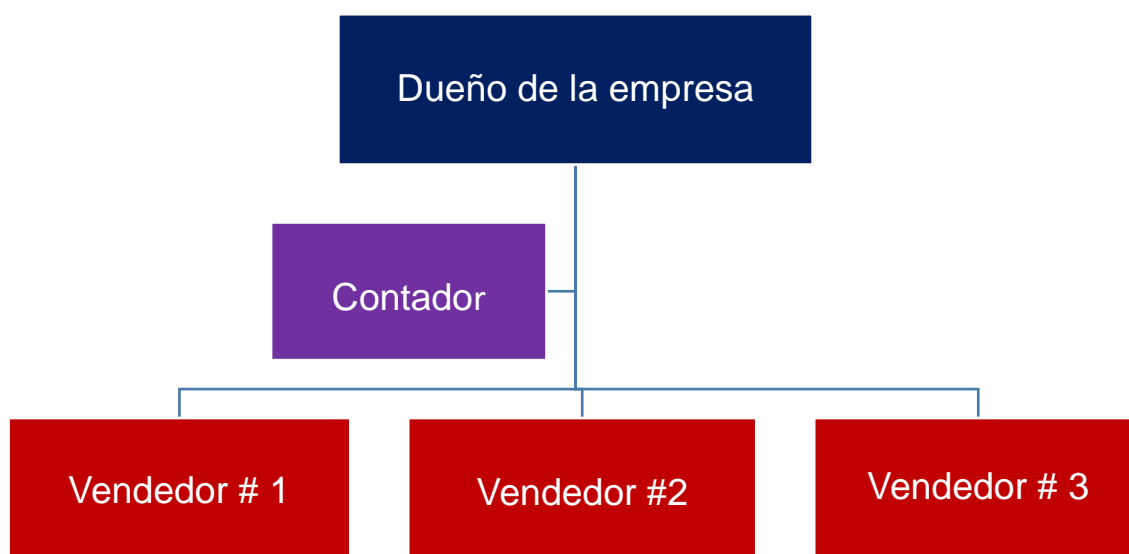 Dueño de la empresa
Contador
Vendedor # 1
Vendedor #2
Vendedor # 3